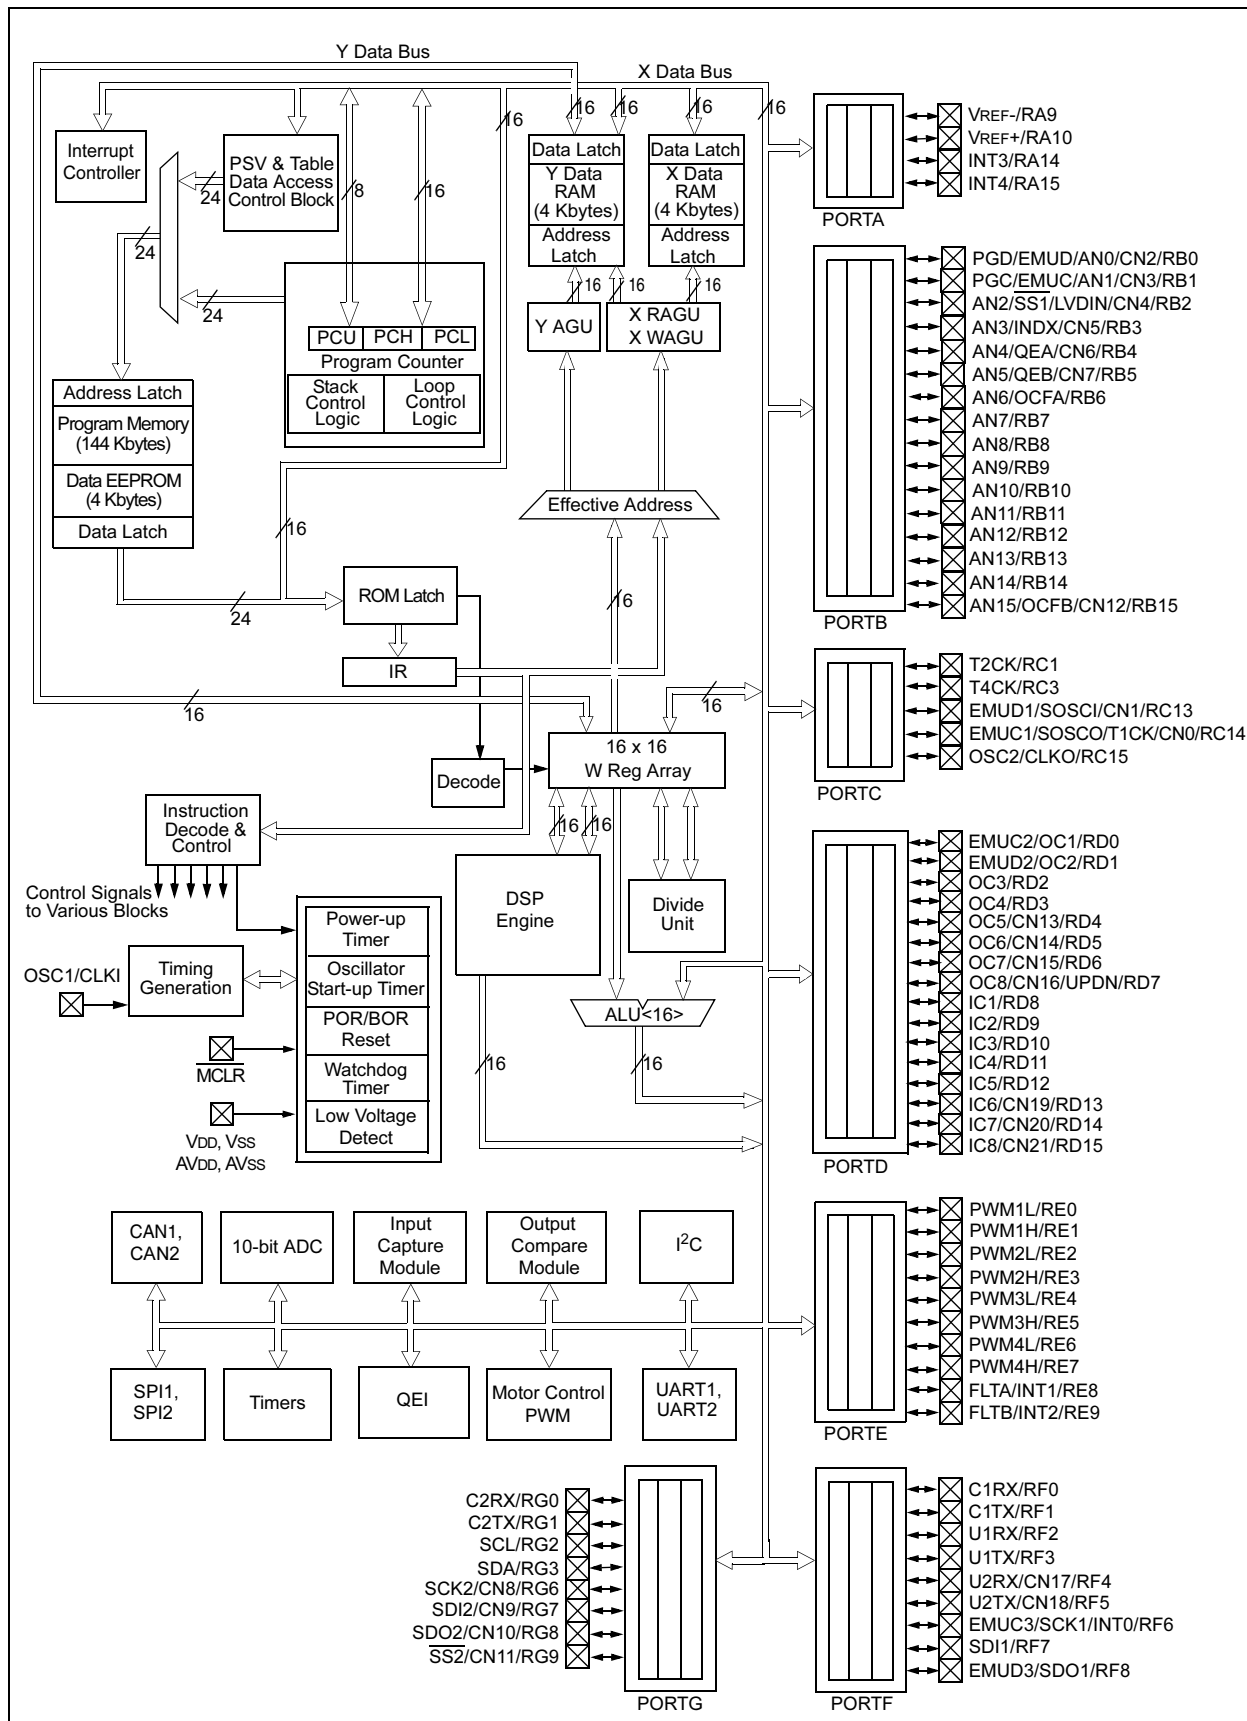 Y Data Bus
X Data Bus
16
16
16
16
16
Interrupt
Controller
PSV & Table
Data Access
Control Block
24
24
8
16
24
Data Latch
Y Data
RAM
(4 Kbytes)
Address
Latch
Data Latch
X Data
RAM
(4 Kbytes)
Address
Latch
16
16
16
Y AGU
X RAGU
X WAGU
PCU
PCH
PCL
Program Counter
Stack
Control
Logic
Loop
Control
Logic
Address Latch
Program Memory
(144 Kbytes)
Data EEPROM
(4 Kbytes)
Data Latch
Effective Address
16
24
ROM Latch
16
IR
16
16
16 x 16
W Reg Array
Decode
16
16
Instruction
Decode &
Control
Control Signals
to Various Blocks
DSP
Engine
Divide
Unit
Power-up
Timer
Oscillator
Start-up Timer
POR/BOR
Reset
Watchdog
Timer
Low Voltage
Detect
OSC1/CLKI
Timing
Generation
MCLR
VDD, VSS
AVDD, AVSS
ALU<16>
16
16
CAN1,
CAN2
10-bit ADC
Input
Capture
Module
Output
Compare
Module
I²C
SPI1,
SPI2
Timers
QEI
Motor Control
PWM
UART1,
UART2
VREF-/RA9
VREF+/RA10
INT3/RA14
INT4/RA15
PORTA
PGD/EMUD/AN0/CN2/RB0
PGC/EMUC/AN1/CN3/RB1
AN2/SS1/LVDIN/CN4/RB2
AN3/INDX/CN5/RB3
AN4/QEA/CN6/RB4
AN5/QEB/CN7/RB5
AN6/OCFA/RB6
AN7/RB7
AN8/RB8
AN9/RB9
AN10/RB10
AN11/RB11
AN12/RB12
AN13/RB13
AN14/RB14
AN15/OCFB/CN12/RB15
PORTB
T2CK/RC1
T4CK/RC3
EMUD1/SOSCI/CN1/RC13
EMUC1/SOSCO/T1CK/CN0/RC14
OSC2/CLKO/RC15
PORTC
EMUC2/OC1/RD0
EMUD2/OC2/RD1
OC3/RD2
OC4/RD3
OC5/CN13/RD4
OC6/CN14/RD5
OC7/CN15/RD6
OC8/CN16/UPDN/RD7
IC1/RD8
IC2/RD9
IC3/RD10
IC4/RD11
IC5/RD12
IC6/CN19/RD13
IC7/CN20/RD14
IC8/CN21/RD15
PORTD
PWM1L/RE0
PWM1H/RE1
PWM2L/RE2
PWM2H/RE3
PWM3L/RE4
PWM3H/RE5
PWM4L/RE6
PWM4H/RE7
FLTA/INT1/RE8
FLTB/INT2/RE9
PORTE
C2RX/RG0
C2TX/RG1
SCL/RG2
SDA/RG3
SCK2/CN8/RG6
SDI2/CN9/RG7
SDO2/CN10/RG8
SS2/CN11/RG9
PORTG
C1RX/RF0
C1TX/RF1
U1RX/RF2
U1TX/RF3
U2RX/CN17/RF4
U2TX/CN18/RF5
EMUC3/SCK1/INT0/RF6
SDI1/RF7
EMUD3/SDO1/RF8
PORTF